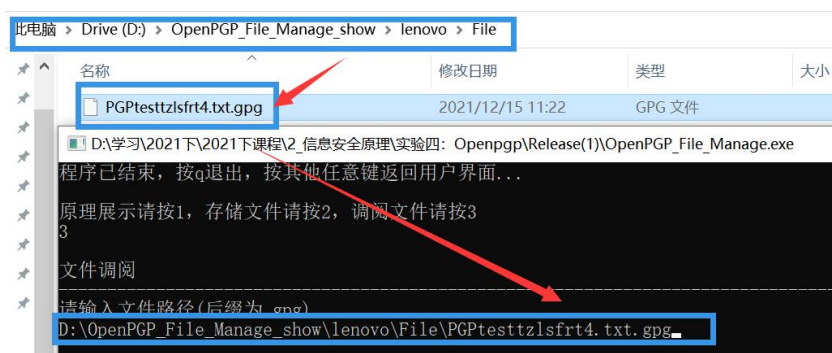 此电脑 > Drive (D:) > OpenPGP_File_Manage_show > lenovo > File
名称 修改日期 类型 大小
PGPtesttzlsfrt4.txt.gpg 2021/12/15 11:22 GPG 文件
D:\学习\2021下\2021下课程\2_信息安全原理\实验四：Openpgp\Release(1)\OpenPGP_File_Manage.exe
程序已结束，按q退出，按其他任意键返回用户界面...
原理展示请按1，存储文件请按2，调阅文件请按3
3
文件调阅
请输入文件路径(后缀为.gpg)
D:\OpenPGP_File_Manage_show\lenovo\File\PGPtesttzlsfrt4.txt.gpg